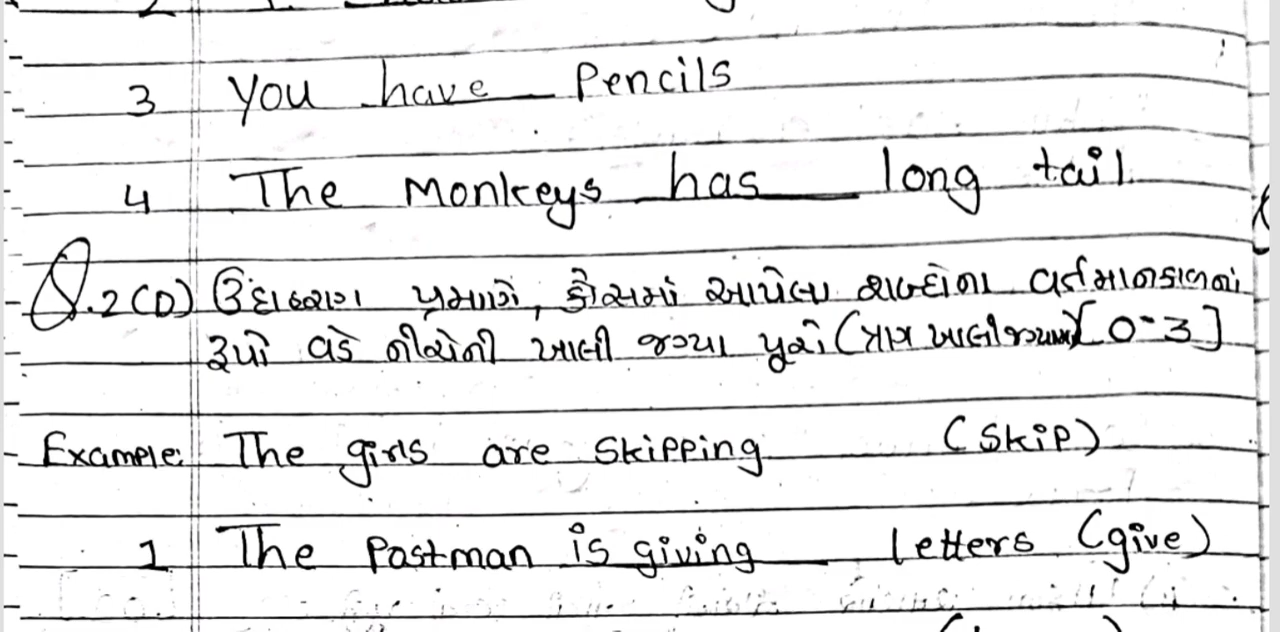 3 You have Pencils
4 The Monkeys has long tail.
Q.2(D) ઉદાહરણ પ્રમાણે, કૌસમાં આપેલા શબ્દોના વર્તમાનકાળનાં
રૂપો વડે નીચેની ખાલી જગ્યા પુરો (ત્રણ ખાલીજગ્યા) [0-3]
Example: The girls are Skipping (Skip)
1 The Postman is giving letters (give)